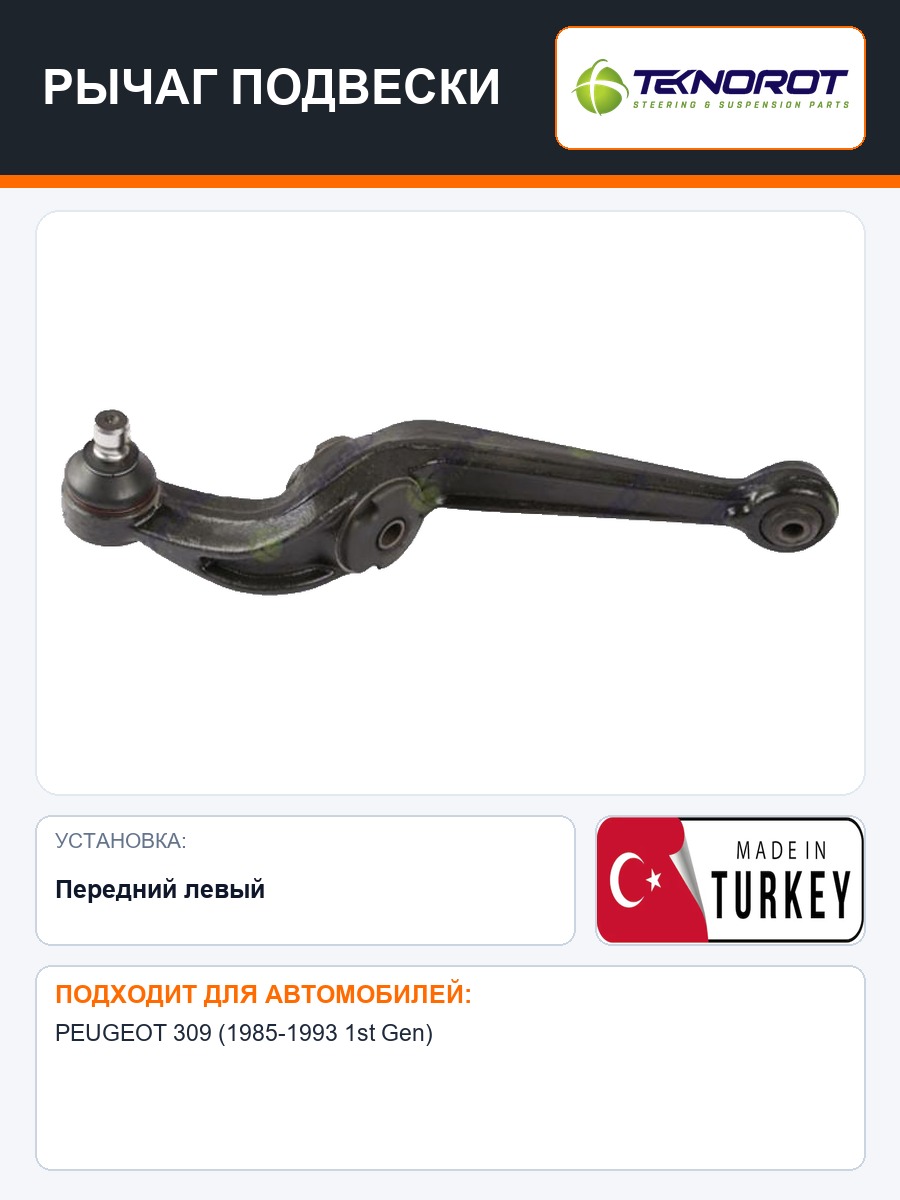 РЫЧАГ ПОДВЕСКИ
TEKNOROT
STEERING & SUSPENSION PARTS
УСТАНОВКА:
Передний левый
MADE IN
TURKEY
ПОДХОДИТ ДЛЯ АВТОМОБИЛЕЙ:
PEUGEOT 309 (1985-1993 1st Gen)